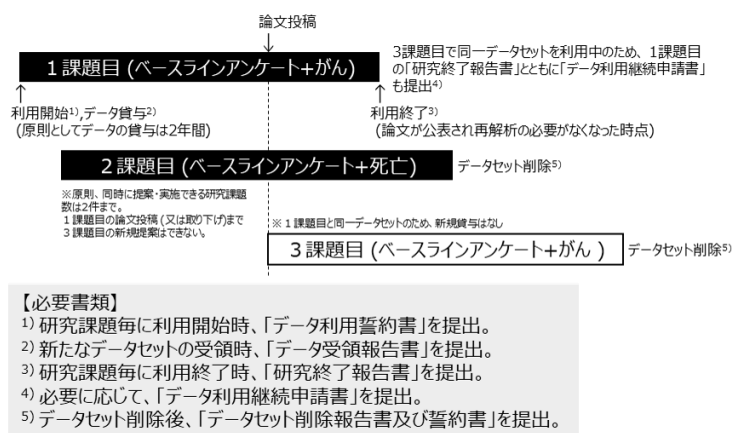 論文投稿
1課題目 (ベースラインアンケート+がん)
3課題目で同一データセットを利用中のため、1課題目
の「研究終了報告書」とともに「データ利用継続申請書」
も提出4)
利用開始1),データ貸与2)
(原則としてデータの貸与は2年間)
利用終了3)
(論文が公表され再解析の必要がなくなった時点)
2課題目 (ベースラインアンケート+死亡)
データセット削除5)
※原則、同時に提案・実施できる研究課題
数は2件まで。
1課題目の論文投稿 (又は取り下げ)まで
3課題目の新規提案はできない。
※1課題目と同一データセットのため、新規貸与はなし
3課題目 (ベースラインアンケート+がん )
データセット削除5)
【必要書類】
1) 研究課題毎に利用開始時、「データ利用誓約書」を提出。
2) 新たなデータセットの受領時、「データ受領報告書」を提出。
3) 研究課題毎に利用終了時、「研究終了報告書」を提出。
4) 必要に応じて、「データ利用継続申請書」を提出。
5) データセット削除後、「データセット削除報告書及び誓約書」を提出。